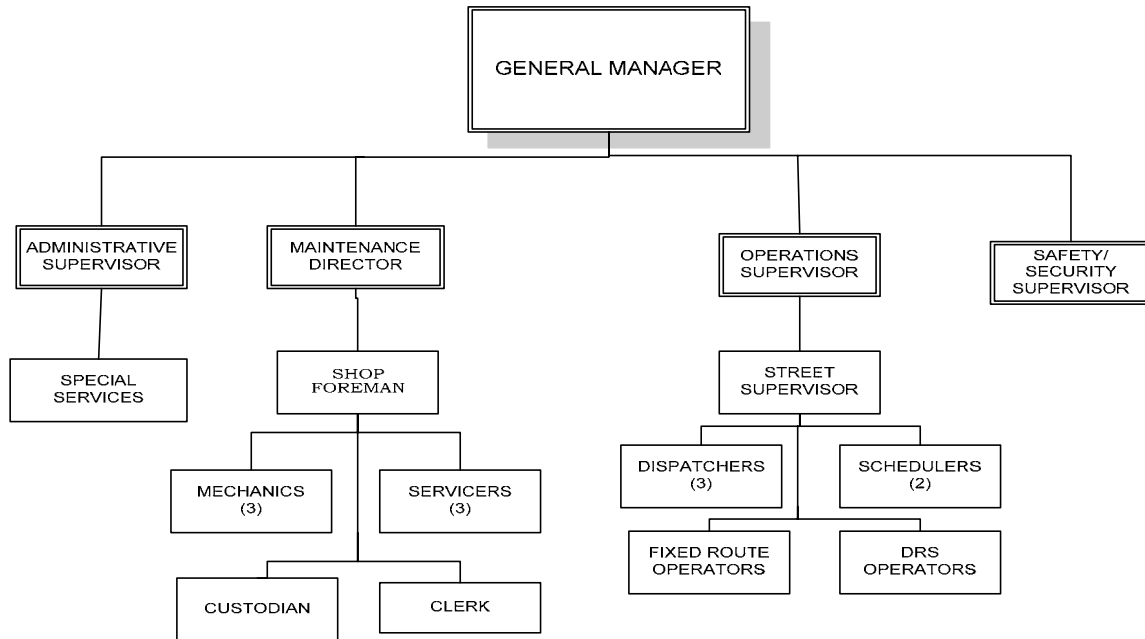 GENERAL MANAGER
ADMINISTRATIVE
SUPERVISOR
MAINTENANCE
DIRECTOR
OPERATIONS
SUPERVISOR
SAFETY/
SECURITY
SUPERVISOR
SPECIAL
SERVICES
SHOP
FOREMAN
STREET
SUPERVISOR
MECHANICS
(3)
SERVICERS
(3)
DISPATCHERS
(3)
SCHEDULERS
(2)
FIXED ROUTE
OPERATORS
DRS
OPERATORS
CUSTODIAN
CLERK